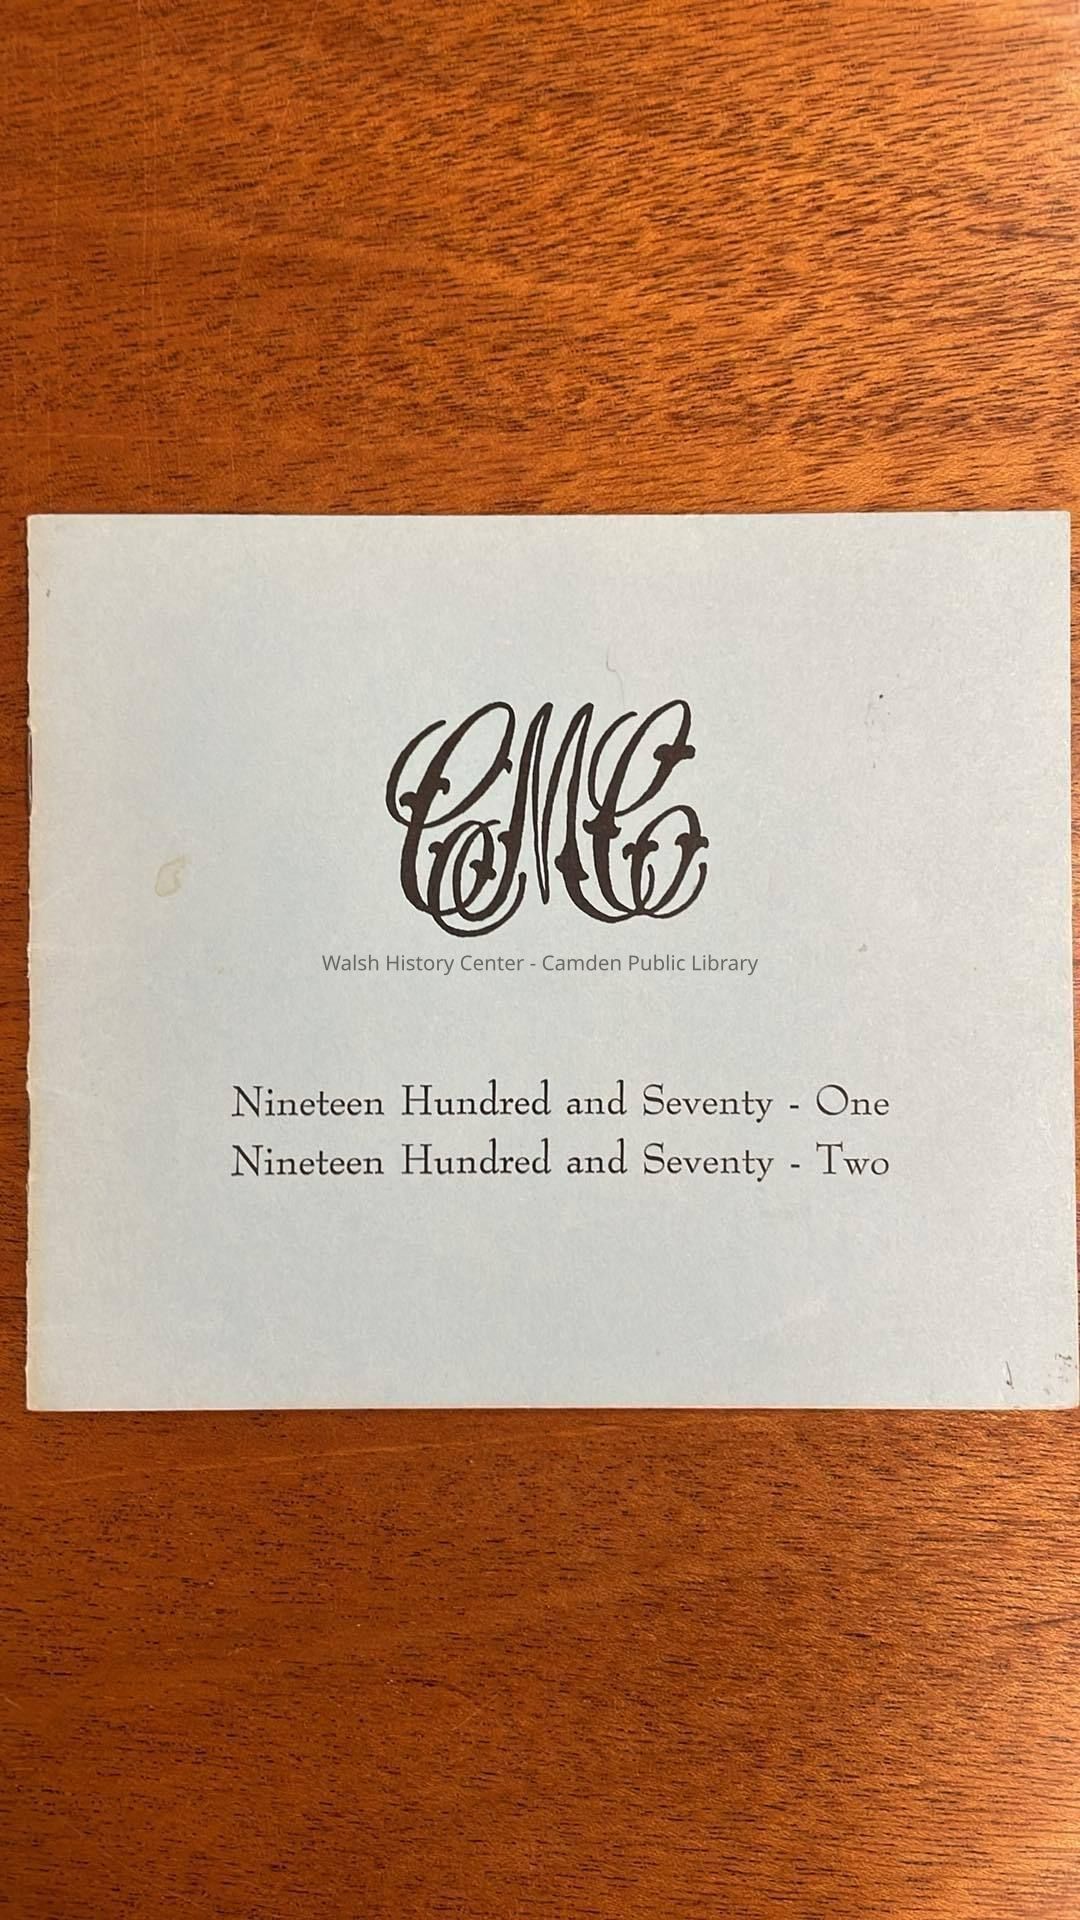 CMC
Walsh History Center - Camden Public Library
Nineteen Hundred and Seventy - One
Nineteen Hundred and Seventy - Two